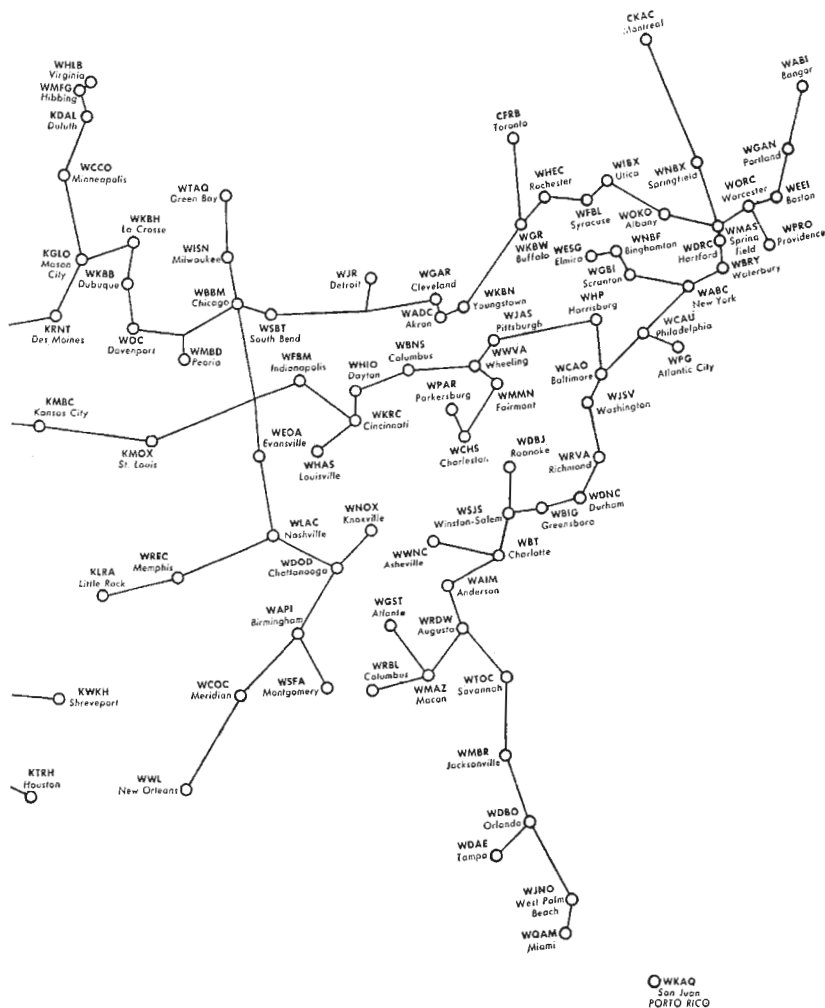 CKAC
Montreal
WHLB
Virginia
WMFG
Hibbing
WABI
Bangor
KDAL
Duluth
CFRB
Toronto
WCCO
Minneapolis
WTAQ
Green Bay
WHEC
Rochester
WIBX
Utica
WNBX
Springfield
WGAN
Portland
WFBL
Syracuse
WORC
Worcester
WEEI
Boston
WKBH
La Crosse
WOKO
Albany
WMAS
Spring
field
WPRO
Providence
WGR
WKBW
Buffalo
WISN
Milwaukee
KGLO
Mason
City
WKBB
Dubuque
WESG
Elmira
WNBF
Binghamton
WDRC
Hartford
WBRY
Waterbury
WGBI
Scranton
WJR
Detroit
WGAR
Cleveland
WBBM
Chicago
WABC
New York
WADC
Akron
WKBN
Youngstown
WHP
Harrisburg
KRNT
Des Moines
WOC
Davenport
WSBT
South Bend
WCAU
Philadelphia
WJAS
Pittsburgh
WMBD
Peoria
WFBM
Indianapolis
WBNS
Columbus
WWVA
Wheeling
WPG
Atlantic City
WHIO
Dayton
WCAO
Baltimore
WPAR
Parkersburg
WMMN
Fairmont
KMBC
Kansas City
WKRC
Cincinnati
WJSV
Washington
KMOX
St. Louis
WEOA
Evansville
WHAS
Louisville
WCHS
Charleston
WDBJ
Roanoke
WRVA
Richmond
WDNC
Durham
WSJS
Winston-Salem
WBIG
Greensboro
WNOX
Knoxville
WLAC
Nashville
WWNC
Asheville
WBT
Charlotte
WREC
Memphis
WDOD
Chattanooga
KLRA
Little Rock
WAIM
Anderson
WAPI
Birmingham
WGST
Atlanta
WRDW
Augusta
WCOC
Meridian
WSFA
Montgomery
WRBL
Columbus
WMAZ
Macon
WTOC
Savannah
KWKH
Shreveport
WMBR
Jacksonville
KTRH
Houston
WWL
New Orleans
WDBO
Orlando
WDAE
Tampa
WJNO
West Palm
Beach
WQAM
Miami
WKAQ
San Juan
PORTO RICO